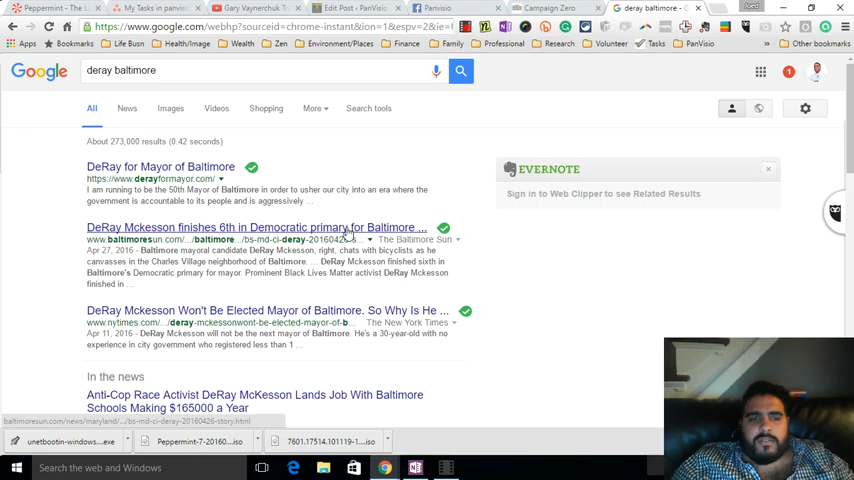 Peppermint — T
My Tasks in panvisi
Gary Vaynerchuk T
Edit Post ‹ PanVisio
Panvisio
Campaign Zero
deray baltimore - G
Joed
https://www.google.com/webhp?sourceid=chrome-instant&ion=1&espv=2&ie=
Apps
Life Busn
Health/Image
Weather
Zen
Environment/Places
Finance
Family
Professional
Research
Volunteer
Tasks
PanVisio
Other bookmarks
Google
deray baltimore
1
All
News
Images
Videos
Shopping
More
Search tools
About 273,000 results (0.42 seconds)
DeRay for Mayor of Baltimore
https://www.derayformayor.com/
I am running to be the 50th Mayor of Baltimore in order to usher our city into an era where the
government is accountable to its people and is aggressively ...
DeRay Mckesson finishes 6th in Democratic primary for Baltimore ...
www.baltimoresun.com/.../baltimore.../bs-md-ci-deray-20160426-s...
The Baltimore Sun
Apr 27, 2016 - Baltimore mayoral candidate DeRay Mckesson, right, chats with bicyclists as he
canvasses in the Charles Village neighborhood of Baltimore. ... DeRay Mckesson finished sixth in
Baltimore's Democratic primary for mayor. Prominent Black Lives Matter activist DeRay Mckesson
finished in ...
DeRay Mckesson Won't Be Elected Mayor of Baltimore. So Why Is He ...
www.nytimes.com/.../deray-mckessonwont-be-elected-mayor-of-b...
The New York Times
Apr 11, 2016 - DeRay Mckesson will not be the next mayor of Baltimore. He's a 30-year-old with no
experience in city government who registered less than 1 ...
In the news
Anti-Cop Race Activist DeRay McKesson Lands Job With Baltimore
Schools Making $165000 a Year
EVERNOTE
Sign in to Web Clipper to see Related Results
baltimoresun.com/news/maryland/.../bs-md-ci-deray-20160426-story.html
unetbootin-windows....exe
Peppermint-7-20160....iso
7601.17514.101119-1....iso
Search the web and Windows